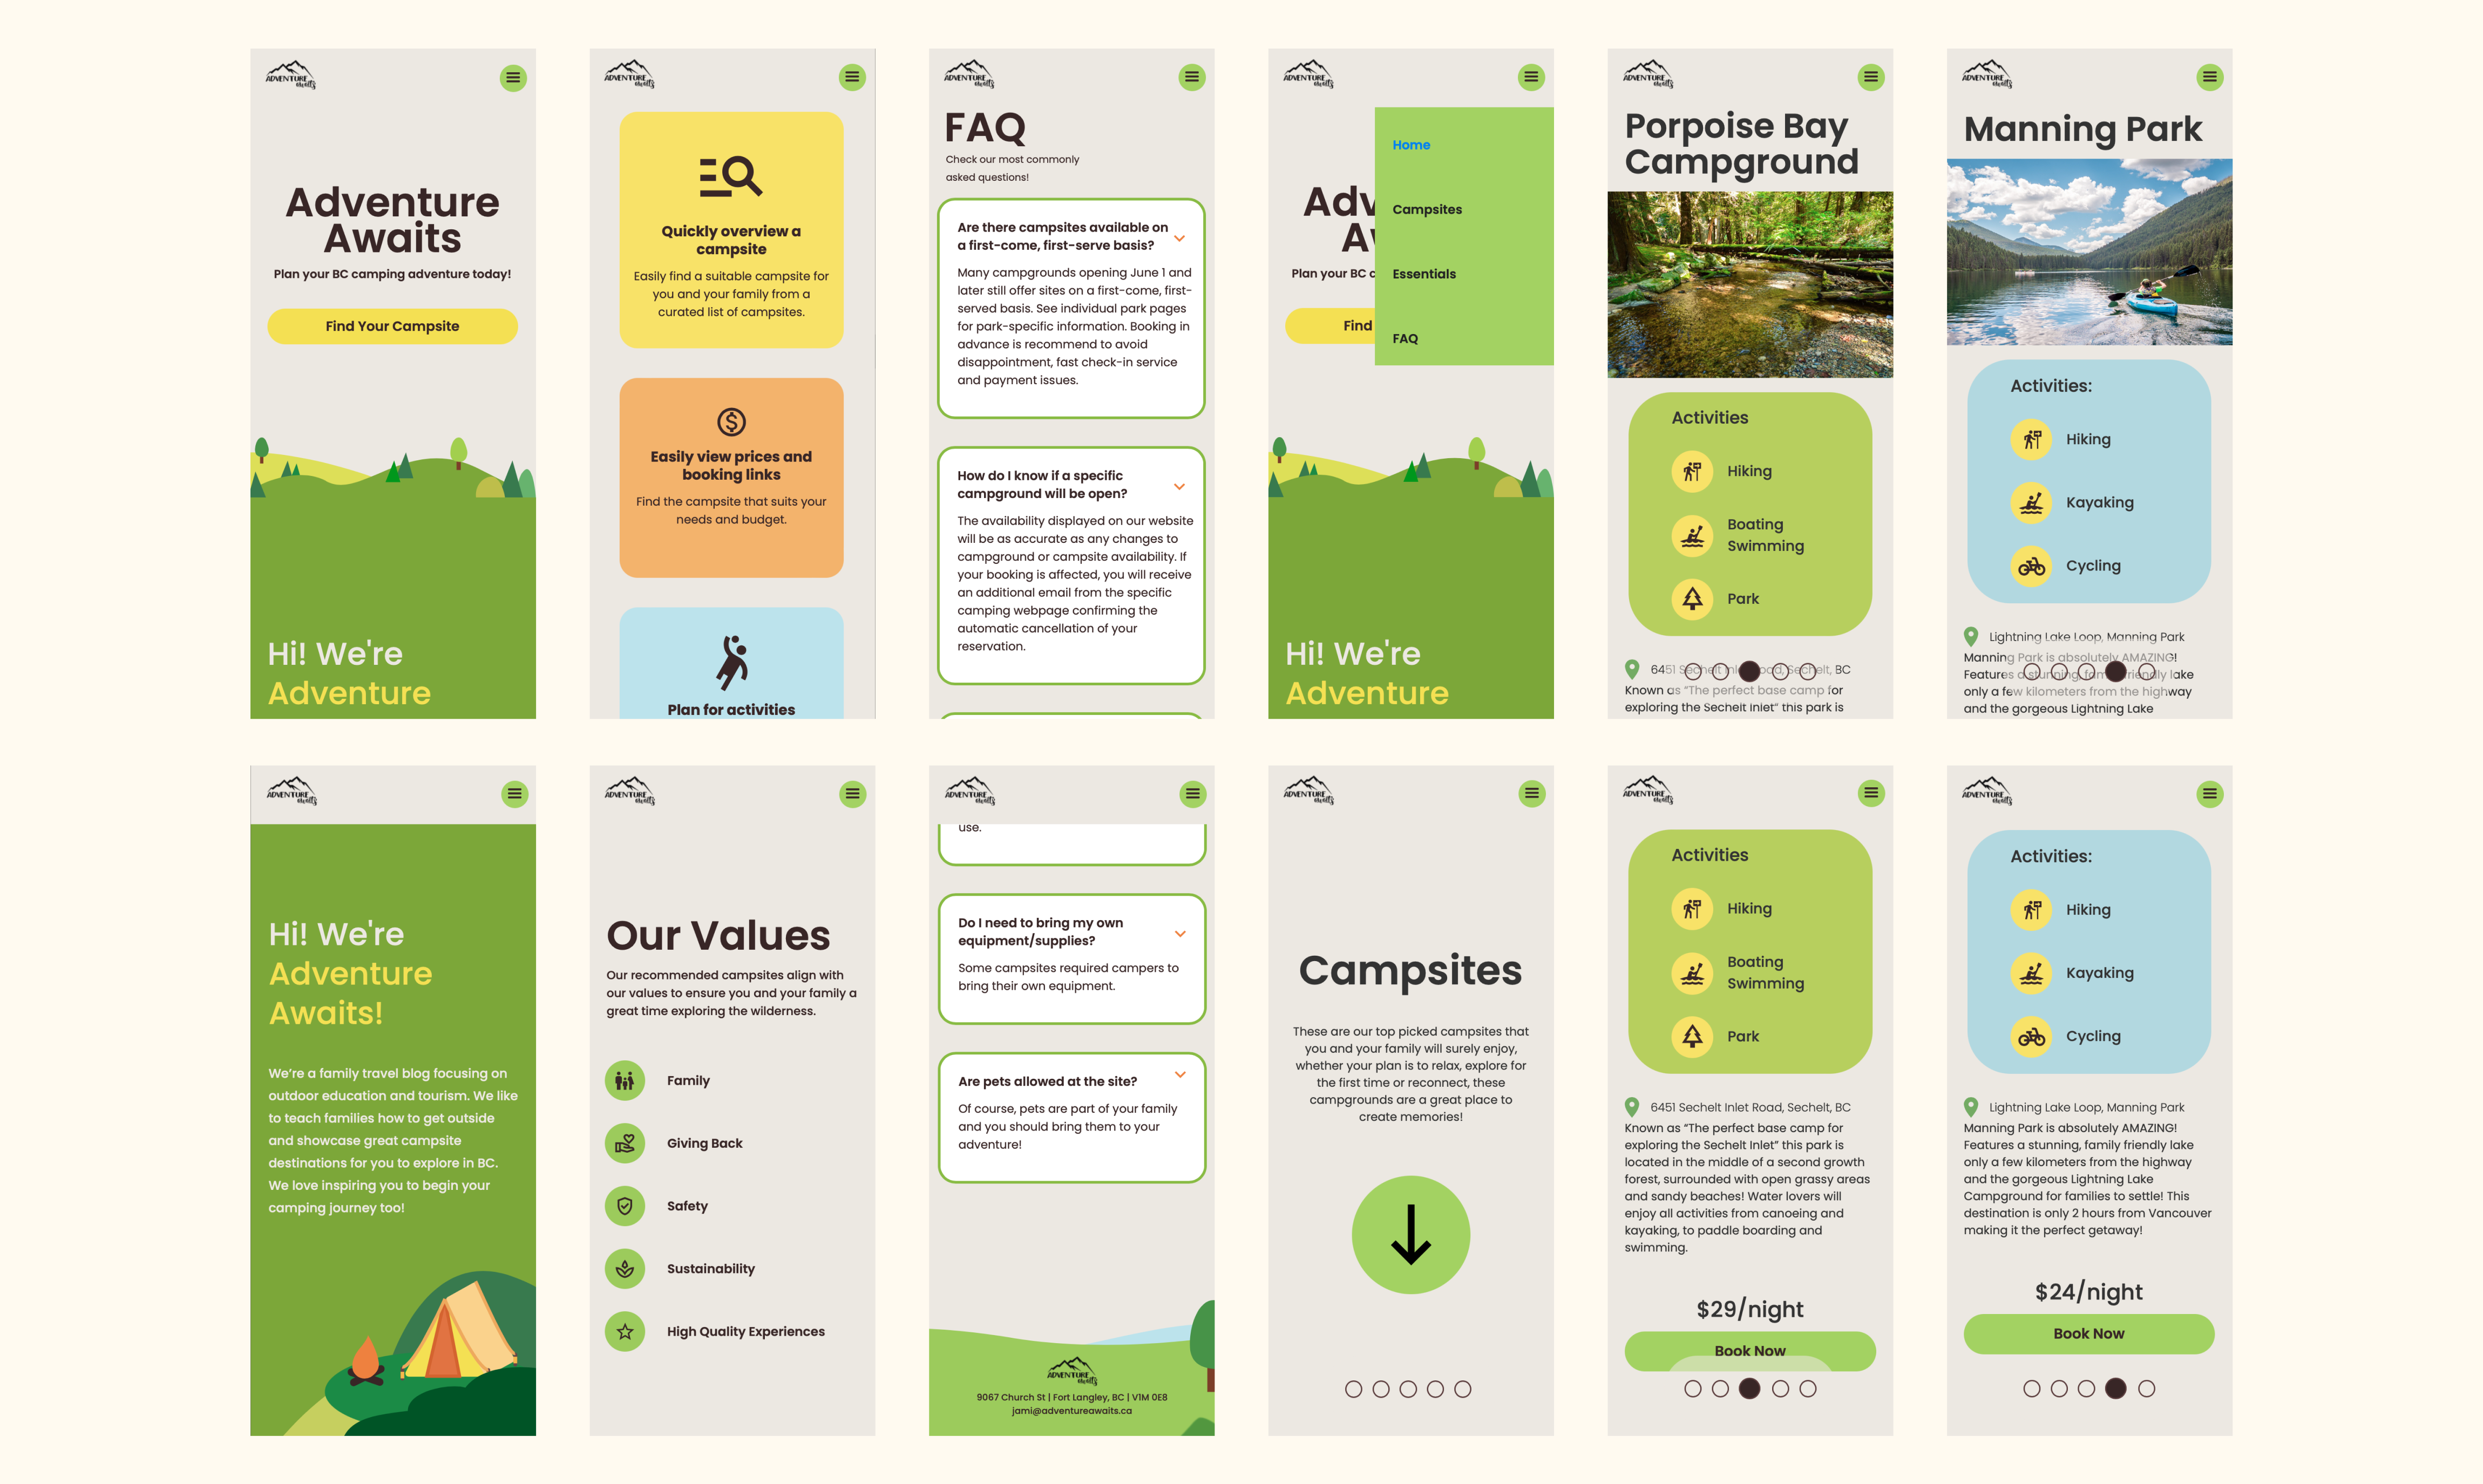 ADVENTURE
awaits
Adventure
Awaits
Plan your BC camping adventure today!
Find Your Campsite
Hi! We're
Adventure
ADVENTURE
awaits
Quickly overview a
campsite
Easily find a suitable campsite for
you and your family from a
curated list of campsites.
Easily view prices and
booking links
Find the campsite that suits your
needs and budget.
Plan for activities
ADVENTURE
awaits
FAQ
Check our most commonly
asked questions!
Are there campsites available on
a first-come, first-serve basis?
Many campgrounds opening June 1 and
later still offer sites on a first-come, first-
served basis. See individual park pages
for park-specific information. Booking in
advance is recommend to avoid
disappointment, fast check-in service
and payment issues.
How do I know if a specific
campground will be open?
The availability displayed on our website
will be as accurate as any changes to
campground or campsite availability. If
your booking is affected, you will receive
an additional email from the specific
camping webpage confirming the
automatic cancellation of your
reservation.
ADVENTURE
awaits
Adv
Aw
Plan your BC c
Find
Home
Campsites
Essentials
FAQ
Hi! We're
Adventure
ADVENTURE
awaits
Porpoise Bay
Campground
Activities
Hiking
Boating
Swimming
Park
6451 Sechelt Inlet Road, Sechelt, BC
Known as “The perfect base camp for
exploring the Sechelt Inlet” this park is
ADVENTURE
awaits
Manning Park
Activities:
Hiking
Kayaking
Cycling
Lightning Lake Loop, Manning Park
Manning Park is absolutely AMAZING!
Features a stunning, family friendly lake
only a few kilometers from the highway
and the gorgeous Lightning Lake
ADVENTURE
awaits
Hi! We're
Adventure
Awaits!
We’re a family travel blog focusing on
outdoor education and tourism. We like
to teach families how to get outside
and showcase great campsite
destinations for you to explore in BC.
We love inspiring you to begin your
camping journey too!
ADVENTURE
awaits
Our Values
Our recommended campsites align with
our values to ensure you and your family a
great time exploring the wilderness.
Family
Giving Back
Safety
Sustainability
High Quality Experiences
ADVENTURE
awaits
use.
Do I need to bring my own
equipment/supplies?
Some campsites required campers to
bring their own equipment.
Are pets allowed at the site?
Of course, pets are part of your family
and you should bring them to your
adventure!
ADVENTURE
awaits
9067 Church St | Fort Langley, BC | V1M 0E8
jami@adventureawaits.ca
ADVENTURE
awaits
Campsites
These are our top picked campsites that
you and your family will surely enjoy,
whether your plan is to relax, explore for
the first time or reconnect, these
campgrounds are a great place to
create memories!
ADVENTURE
awaits
Activities
Hiking
Boating
Swimming
Park
6451 Sechelt Inlet Road, Sechelt, BC
Known as “The perfect base camp for
exploring the Sechelt Inlet” this park is
located in the middle of a second growth
forest, surrounded with open grassy areas
and sandy beaches! Water lovers will
enjoy all activities from canoeing and
kayaking, to paddle boarding and
swimming.
$29/night
Book Now
ADVENTURE
awaits
Activities:
Hiking
Kayaking
Cycling
Lightning Lake Loop, Manning Park
Manning Park is absolutely AMAZING!
Features a stunning, family friendly lake
only a few kilometers from the highway
and the gorgeous Lightning Lake
Campground for families to settle! This
destination is only 2 hours from Vancouver
making it the perfect getaway!
$24/night
Book Now